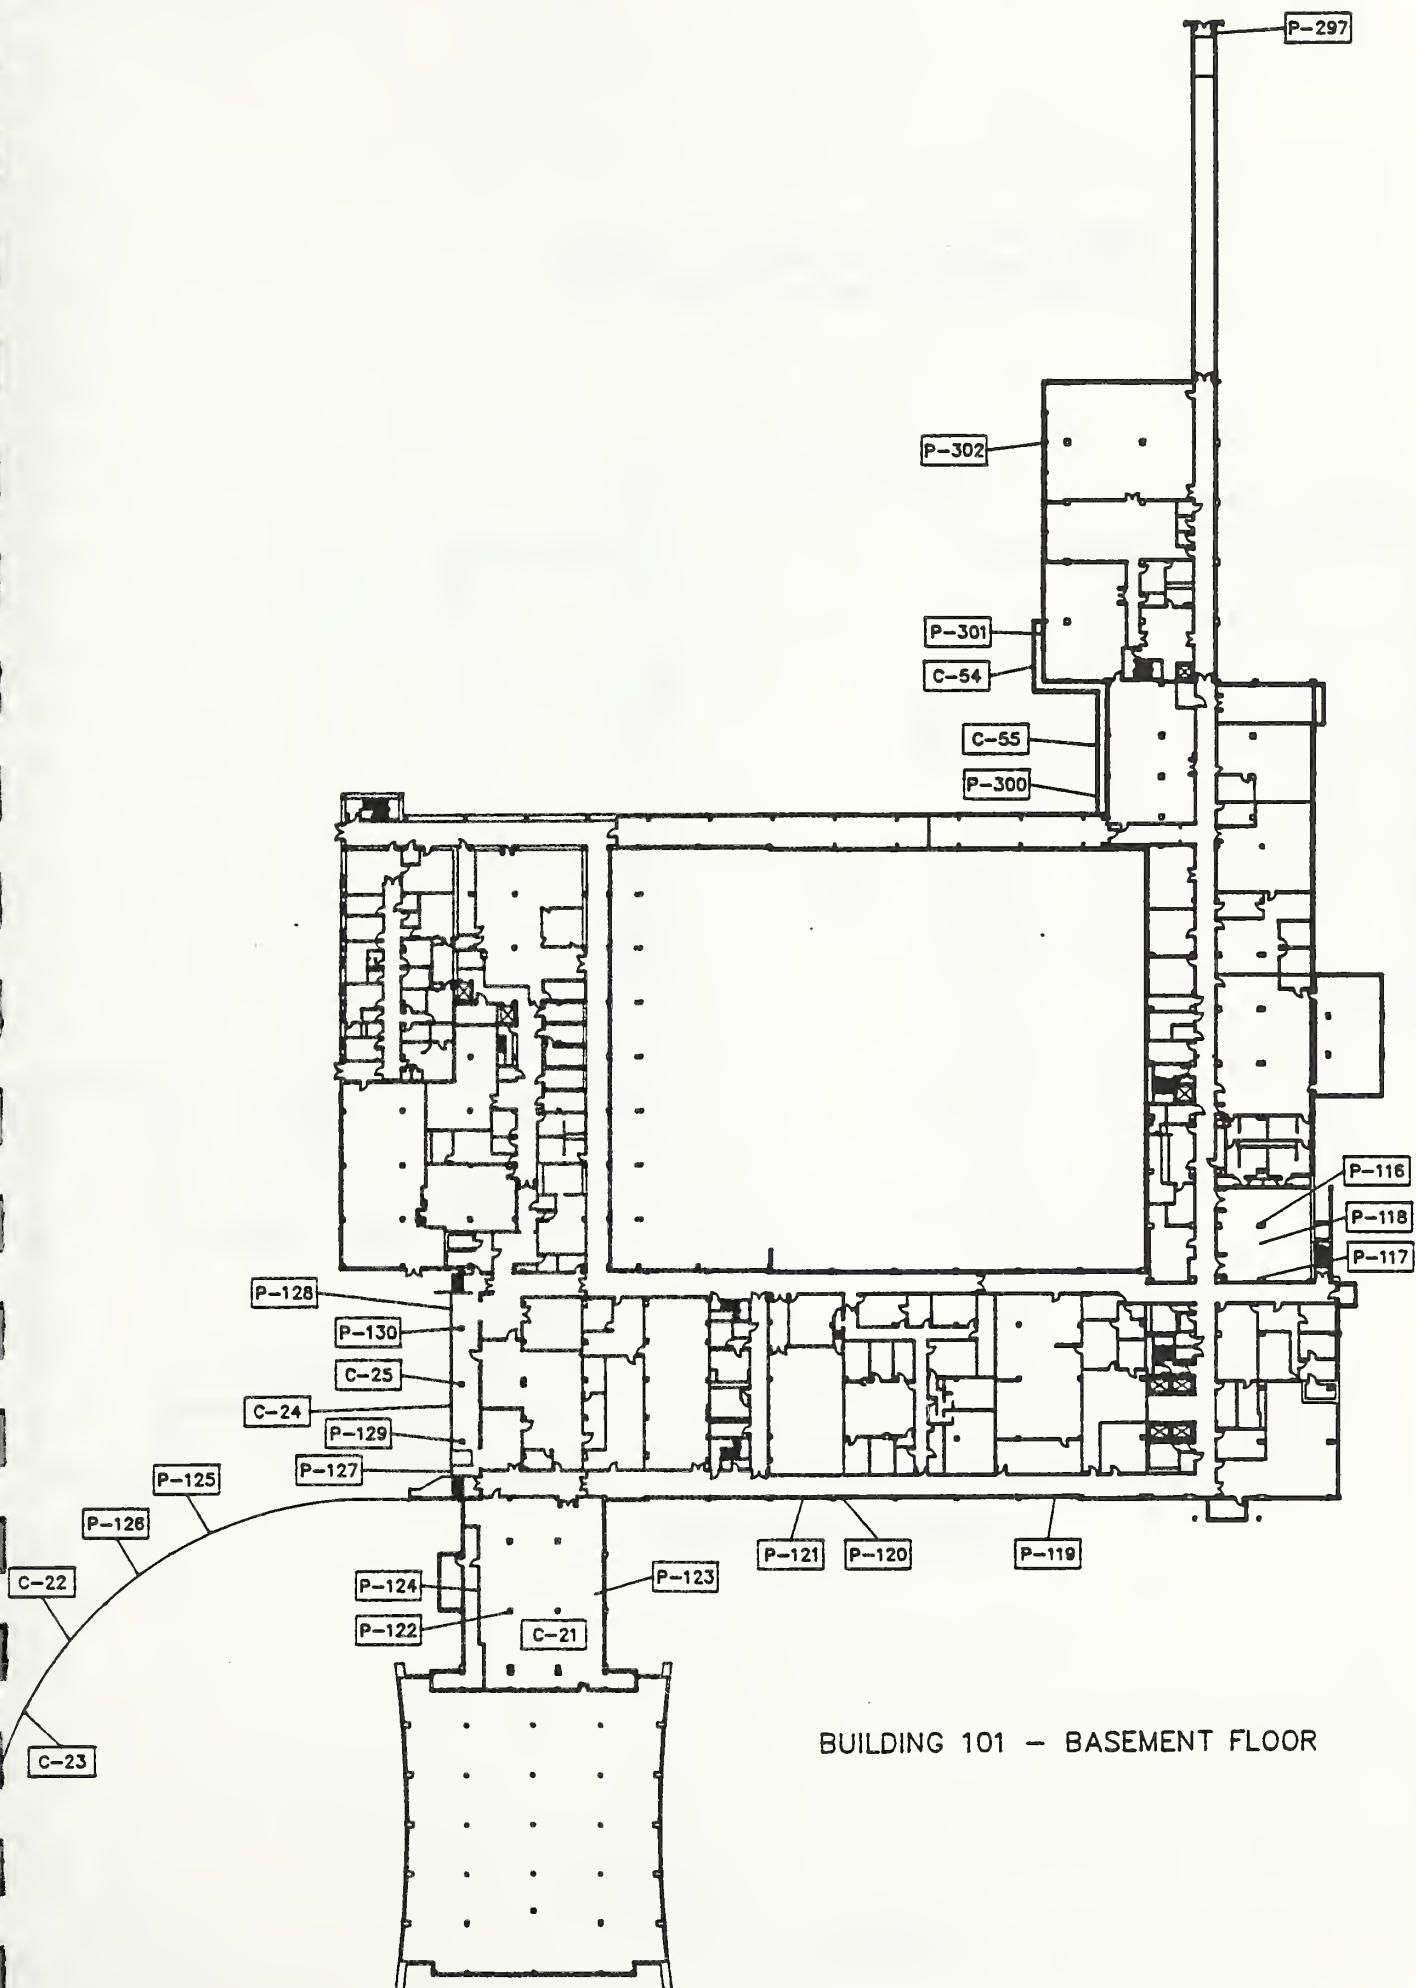 P-297
P-302
P-301
C-54
C-55
P-300
P-116
P-118
P-117
P-128
P-130
C-25
C-24
P-129
P-127
P-125
P-126
C-22
C-23
P-121
P-120
P-119
P-124
P-123
P-122
C-21
BUILDING 101 - BASEMENT FLOOR